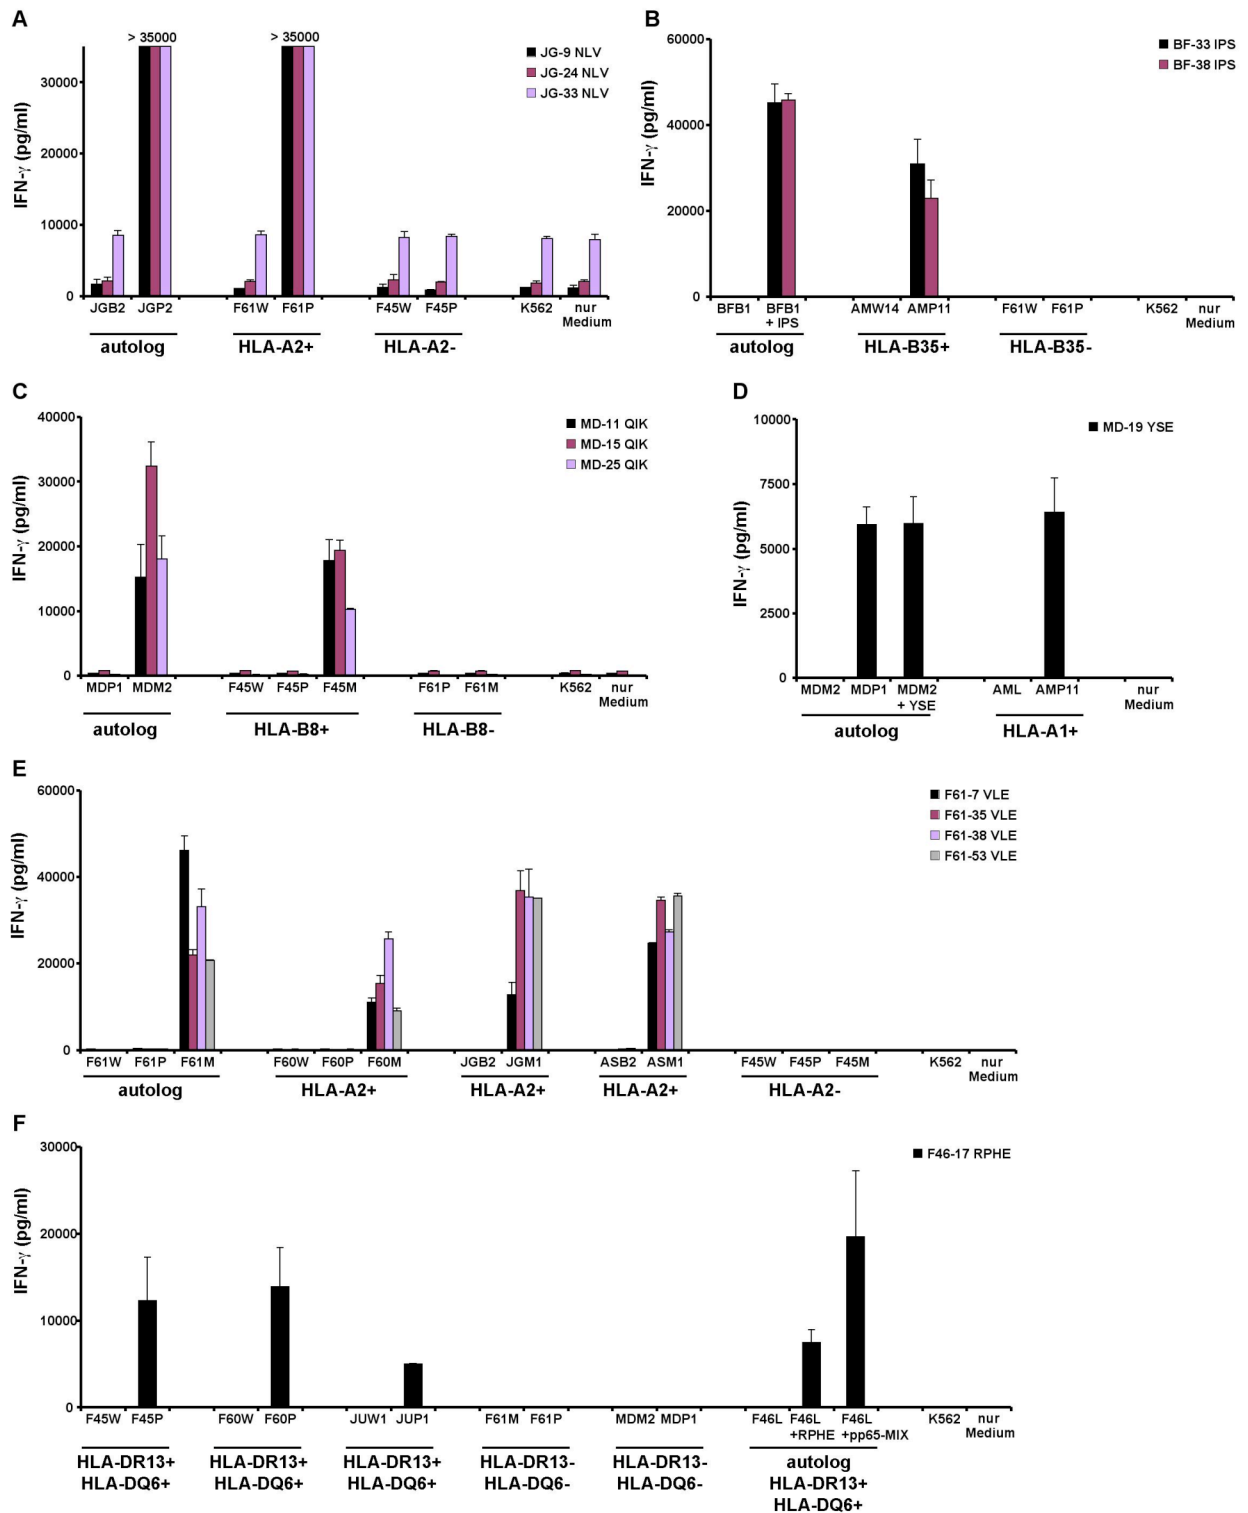 A
> 35000
> 35000
JG-9 NLV
JG-24 NLV
JG-33 NLV
IFN-γ (pg/ml)
30000
20000
10000
0
JGB2 JGP2 F61W F61P F45W F45P K562 nur
Medium
autolog HLA-A2+ HLA-A2-
B
BF-33 IPS
BF-38 IPS
IFN-γ (pg/ml)
60000
40000
20000
0
BFB1 BFB1 AMW14 AMP11 F61W F61P K562 nur
+ IPS Medium
autolog HLA-B35+ HLA-B35-
C
MD-11 QIK
MD-15 QIK
MD-25 QIK
IFN-γ (pg/ml)
40000
30000
20000
10000
0
MDP1 MDM2 F45W F45P F45M F61P F61M K562 nur
Medium
autolog HLA-B8+ HLA-B8-
D
MD-19 YSE
IFN-γ (pg/ml)
10000
7500
5000
2500
0
MDM2 MDP1 MDM2 AML AMP11 nur
+ YSE Medium
autolog HLA-A1+
E
F61-7 VLE
F61-35 VLE
F61-38 VLE
F61-53 VLE
IFN-γ (pg/ml)
60000
40000
20000
0
F61W F61P F61M F60W F60P F60M JGB2 JGM1 ASB2 ASM1 F45W F45P F45M K562 nur
Medium
autolog HLA-A2+ HLA-A2+ HLA-A2+ HLA-A2-
F
F46-17 RPHE
IFN-γ (pg/ml)
30000
20000
10000
0
F45W F45P F60W F60P JUW1 JUP1 F61M F61P MDM2 MDP1 F46L F46L F46L K562 nur
+RPHE +pp65-MIX Medium
HLA-DR13+ HLA-DR13+ HLA-DR13+ HLA-DR13- HLA-DR13- autolog
HLA-DQ6+ HLA-DQ6+ HLA-DQ6+ HLA-DQ6- HLA-DQ6- HLA-DR13+
HLA-DQ6+